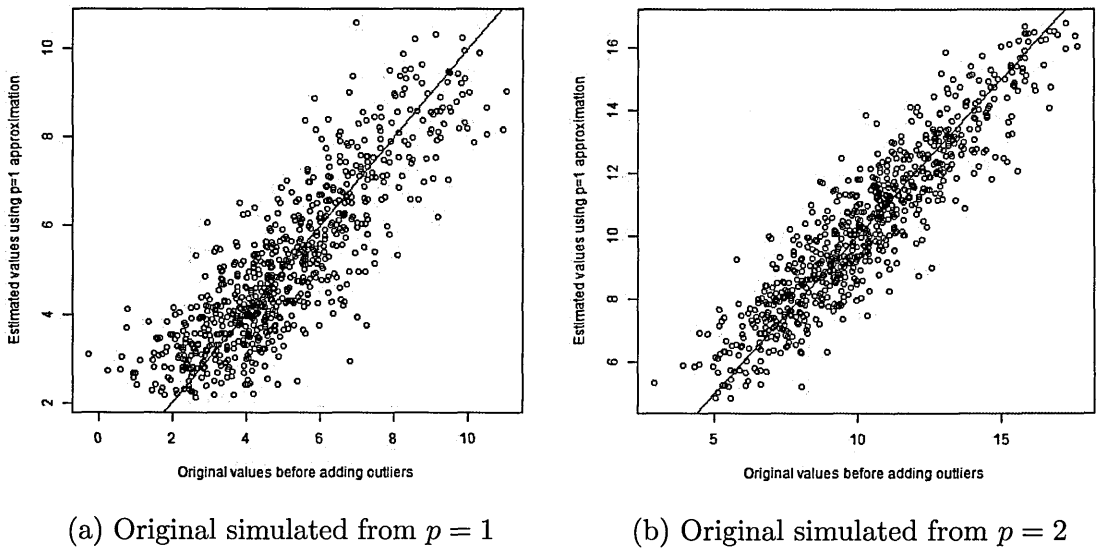 Estimated values using p=1 approximation
10
8
6
4
2
0 2 4 6 8 10
Original values before adding outliers
(a) Original simulated from p = 1
Estimated values using p=1 approximation
16
14
12
10
8
6
5 10 15
Original values before adding outliers
(b) Original simulated from p = 2